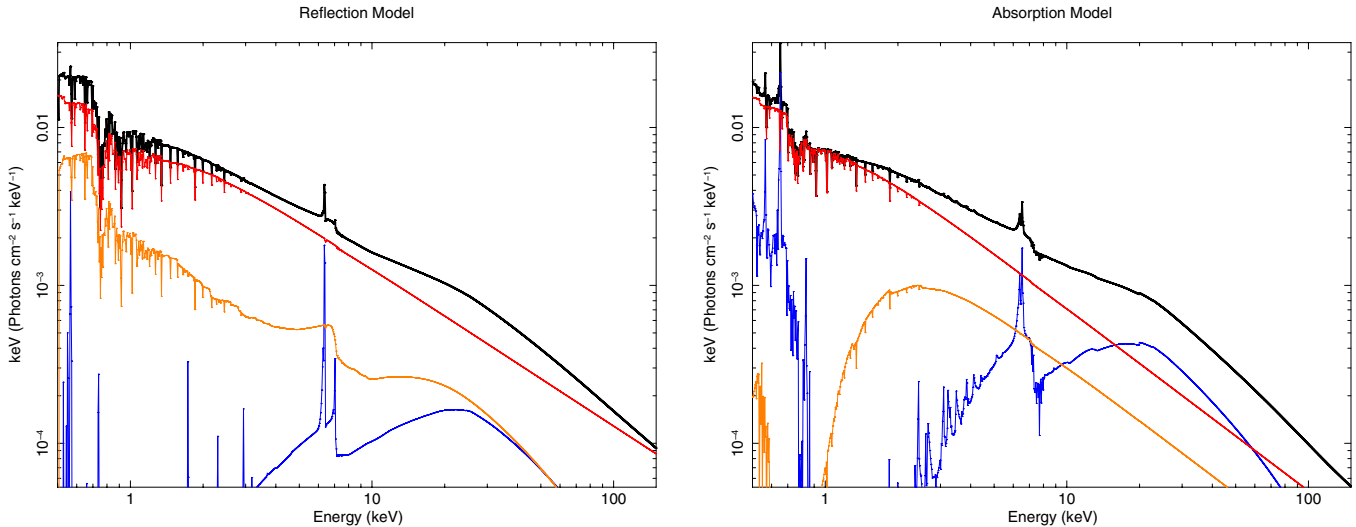 Reflection Model
0.01
10⁻³
10⁻⁴
keV (Photons cm⁻² s⁻¹ keV⁻¹)
1
10
100
Energy (keV)
Absorption Model
0.01
10⁻³
10⁻⁴
keV (Photons cm⁻² s⁻¹ keV⁻¹)
1
10
100
Energy (keV)